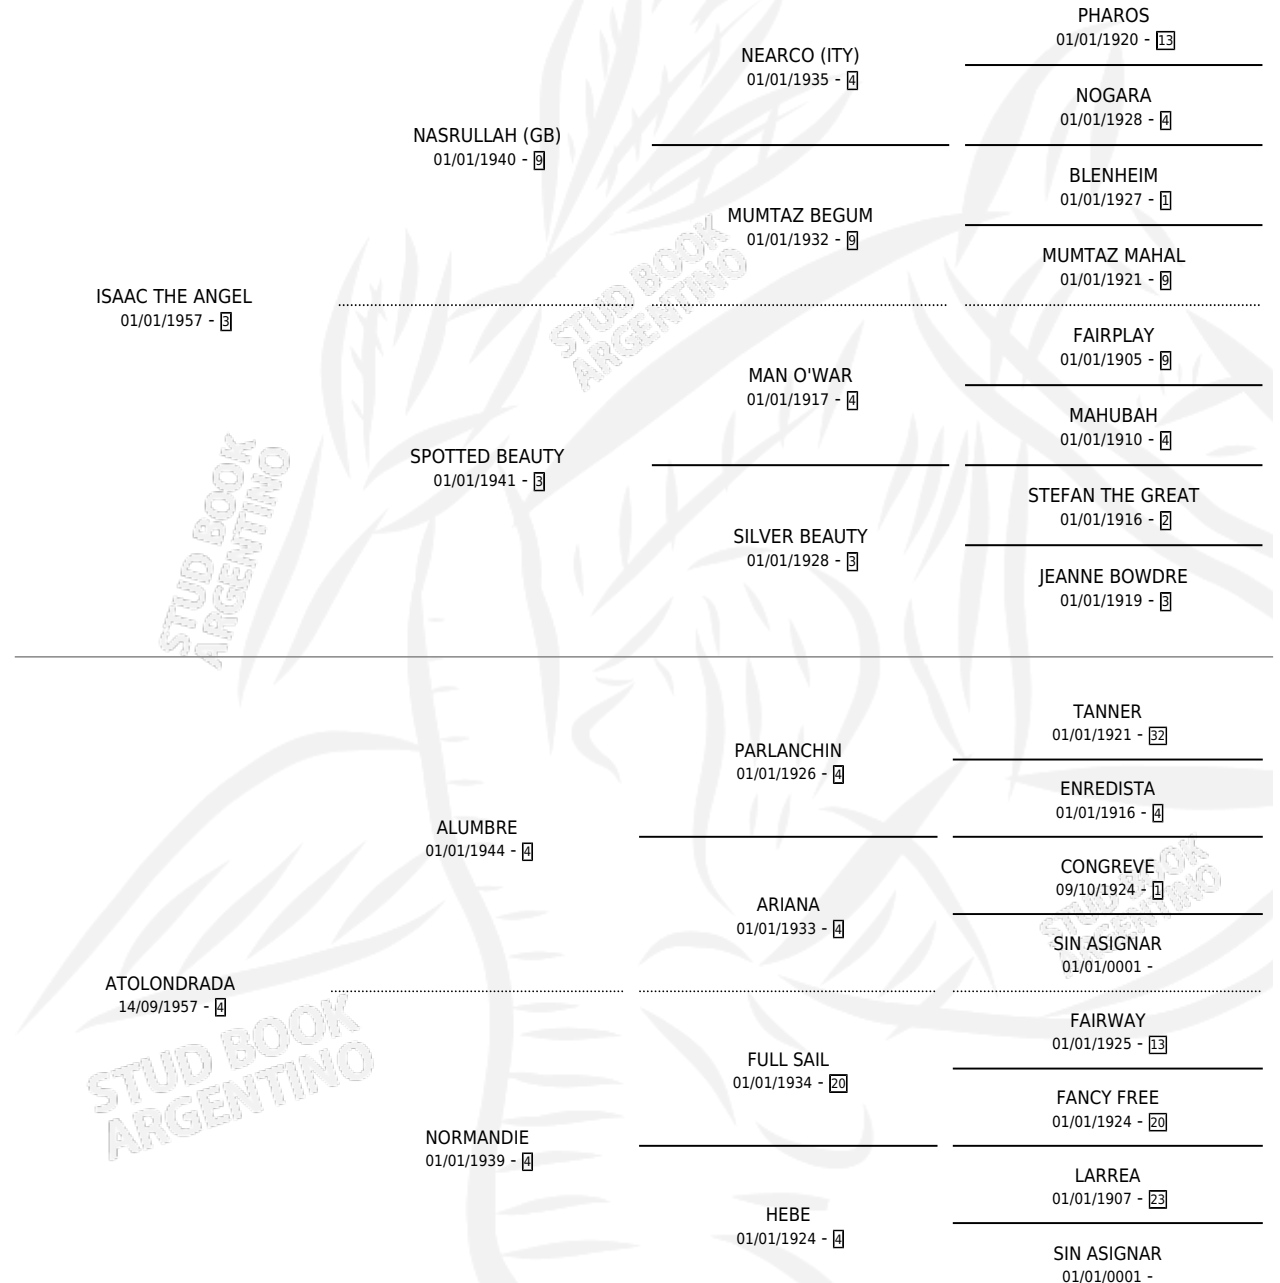 PHAROS
01/01/1920 - 13
NEARCO (ITY)
01/01/1935 - 4
NOGARA
01/01/1928 - 4
NASRULLAH (GB)
01/01/1940 - 9
BLENHEIM
01/01/1927 - 1
MUMTAZ BEGUM
01/01/1932 - 9
MUMTAZ MAHAL
01/01/1921 - 9
ISAAC THE ANGEL
01/01/1957 - 3
STUD BOOK
ARGENTINO
FAIRPLAY
01/01/1905 - 9
MAN O'WAR
01/01/1917 - 4
MAHUBAH
01/01/1910 - 4
SPOTTED BEAUTY
01/01/1941 - 3
STEFAN THE GREAT
01/01/1916 - 2
SILVER BEAUTY
01/01/1928 - 3
JEANNE BOWDRE
01/01/1919 - 3
STUD BOOK
ARGENTINO
TANNER
01/01/1921 - 32
PARLANCHIN
01/01/1926 - 4
ENREDISTA
01/01/1916 - 4
ALUMBRE
01/01/1944 - 4
CONGREVE
09/10/1924 - 1
ARIANA
01/01/1933 - 4
STUD BOOK
ARGENTINO
SIN ASIGNAR
01/01/0001 -
ATOLONDRADA
14/09/1957 - 4
FAIRWAY
01/01/1925 - 13
FULL SAIL
01/01/1934 - 20
FANCY FREE
01/01/1924 - 20
STUD BOOK
ARGENTINO
NORMANDIE
01/01/1939 - 4
LARREA
01/01/1907 - 23
HEBE
01/01/1924 - 4
SIN ASIGNAR
01/01/0001 -